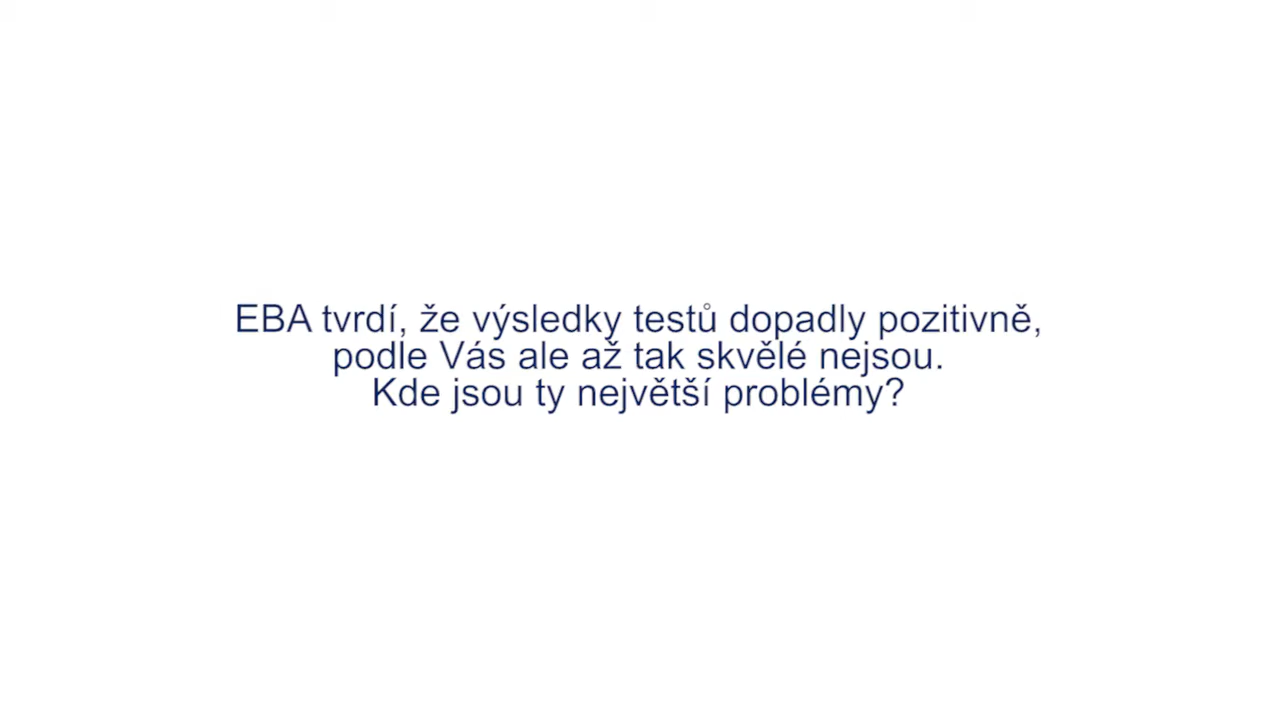 EBA tvrdí, že výsledky testů dopadly pozitivně,
podle Vás ale až tak skvělé nejsou.
Kde jsou ty největší problémy?